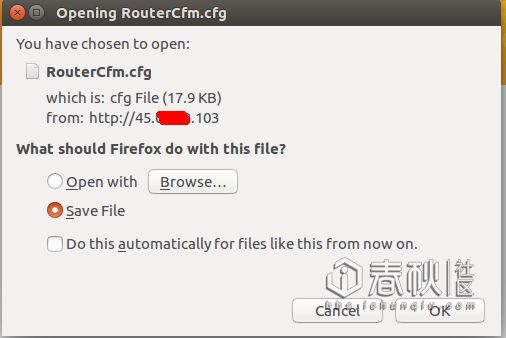 Opening RouterCfm.cfg
You have chosen to open:
RouterCfm.cfg
which is: cfg File (17.9 KB)
from: http://45.
.103
What should Firefox do with this file?
Open with
Browse...
Save File
Do this automatically for files like this from now on.
春秋社区
bbs.ichunqiu.com
Cancel
OK